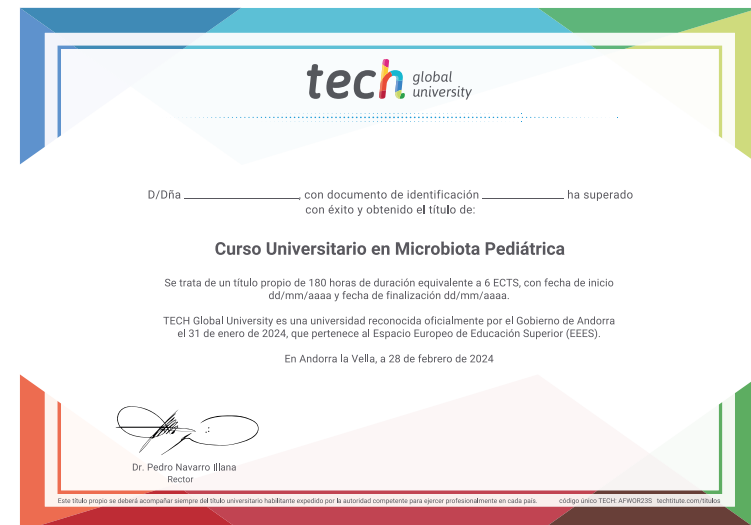 tech global university
D/Dña ____________, con documento de identificación ____________ ha superado
con éxito y obtenido el título de:
Curso Universitario en Microbiota Pediátrica
Se trata de un título propio de 180 horas de duración equivalente a 6 ECTS, con fecha de inicio
dd/mm/aaaa y fecha de finalización dd/mm/aaaa.
TECH Global University es una universidad reconocida oficialmente por el Gobierno de Andorra
el 31 de enero de 2024, que pertenece al Espacio Europeo de Educación Superior (EEES).
En Andorra la Vella, a 28 de febrero de 2024
Dr. Pedro Navarro Illana
Rector
Este título propio se deberá acompañar siempre del título universitario habilitante expedido por la autoridad competente para ejercer profesionalmente en cada país. código único TECH: AFWOR23S techtitute.com/titulos